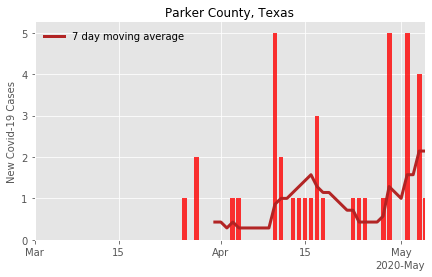 Parker County, Texas
7 day moving average
New Covid-19 Cases
5
4
3
2
1
0
Mar 15 Apr 15 May
2020-May